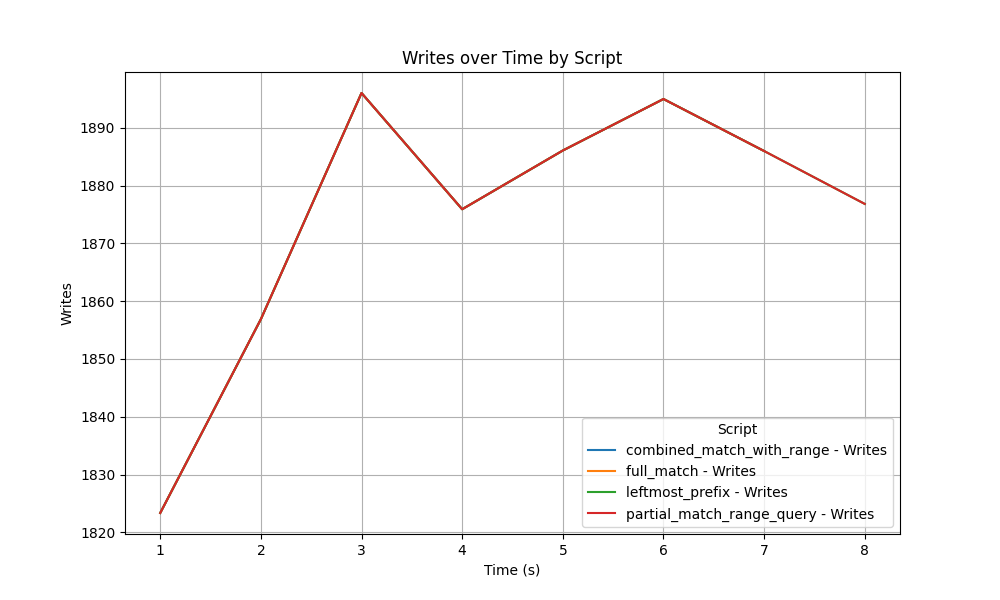 Writes over Time by Script
Writes
1890
1880
1870
1860
1850
1840
1830
1820
1 2 3 4 5 6 7 8
Time (s)
Script
combined_match_with_range - Writes
full_match - Writes
leftmost_prefix - Writes
partial_match_range_query - Writes